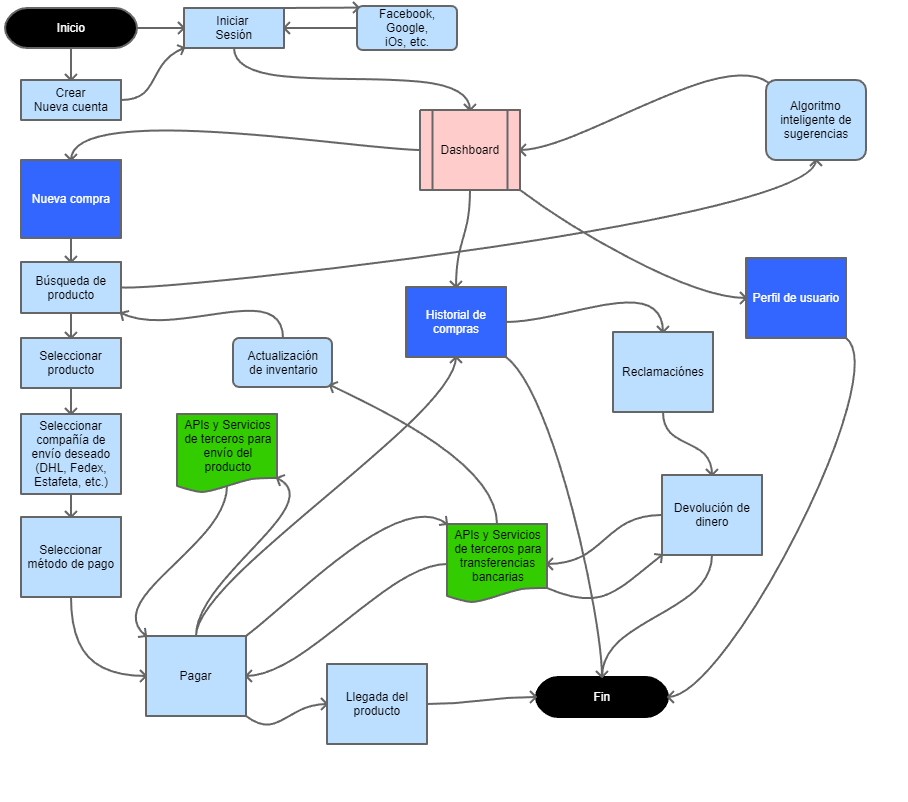 Inicio
Iniciar
Sesión
Facebook,
Google,
iOs, etc.
Crear
Nueva cuenta
Dashboard
Algoritmo
inteligente de
sugerencias
Nueva compra
Búsqueda de
producto
Historial de
compras
Perfil de usuario
Seleccionar
producto
Actualización
de inventario
Reclamaciónes
Seleccionar
compañía de
envío deseado
(DHL, Fedex,
Estafeta, etc.)
APIs y Servicios
de terceros para
envío del
producto
Seleccionar
método de pago
APIs y Servicios
de terceros para
transferencias
bancarias
Devolución de
dinero
Pagar
Llegada del
producto
Fin